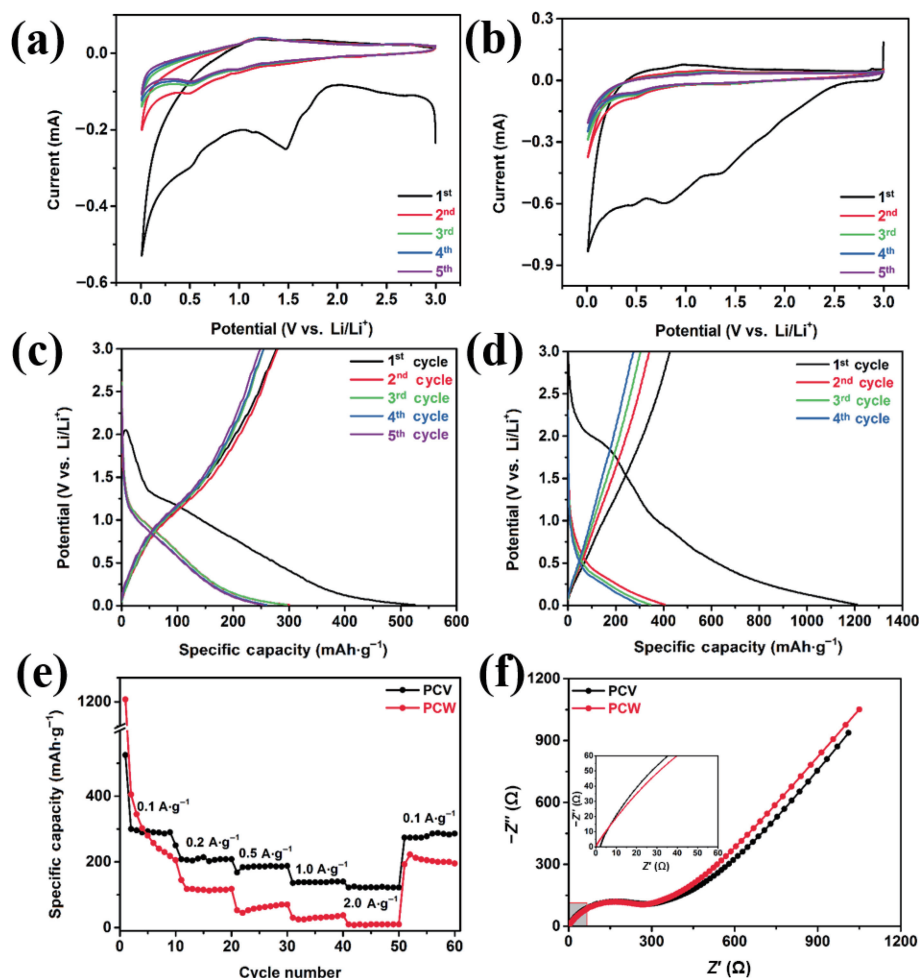 (a)
0.0
−0.2
−0.4
−0.6
Current (mA)
1st
2nd
3rd
4th
5th
0.0 0.5 1.0 1.5 2.0 2.5 3.0
Potential (V vs. Li/Li+)
(b)
0.3
0.0
−0.3
−0.6
−0.9
Current (mA)
1st
2nd
3rd
4th
5th
0.0 0.5 1.0 1.5 2.0 2.5 3.0
Potential (V vs. Li/Li+)
(c)
3.0
2.5
2.0
1.5
1.0
0.5
0.0
Potential (V vs. Li/Li+)
1st cycle
2nd cycle
3rd cycle
4th cycle
5th cycle
0 100 200 300 400 500 600
Specific capacity (mAh·g−1)
(d)
3.0
2.5
2.0
1.5
1.0
0.5
0.0
Potential (V vs. Li/Li+)
1st cycle
2nd cycle
3rd cycle
4th cycle
0 200 400 600 800 1000 1200 1400
Specific capacity (mAh·g−1)
(e)
1200
400
200
0
Specific capacity (mAh·g−1)
PCV
PCW
0.1 A·g−1
0.2 A·g−1
0.5 A·g−1
1.0 A·g−1
2.0 A·g−1
0.1 A·g−1
0 10 20 30 40 50 60
Cycle number
(f)
1050
900
750
600
450
300
150
0
−Z″ (Ω)
PCV
PCW
60
50
40
30
20
10
0
−Z″ (Ω)
0 20 40 60
Z′ (Ω)
0 150 300 450 600 750 900 1050 1200
Z′ (Ω)